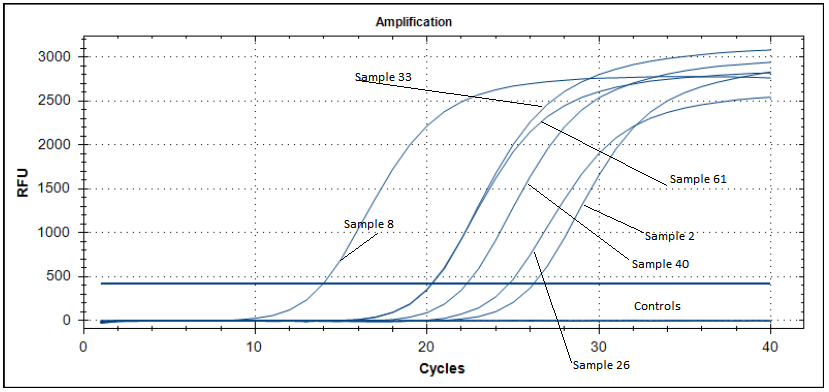 Amplification
3000
Sample 33
2500
2000
Sample 61
RFU
1500
Sample 8
1000
Sample 2
Sample 40
500
Controls
0
0
10
20
30
40
Cycles
Sample 26